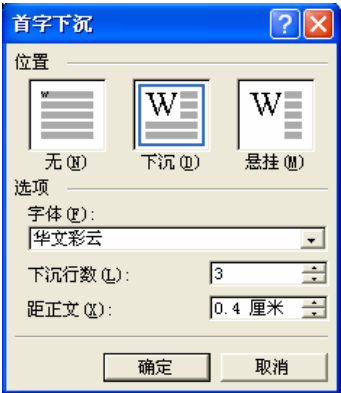 首字下沉
位置
W W W
无(N) 下沉(D) 悬挂(M)
选项
字体(F):
华文彩云
下沉行数(L): 3
距正文(X): 0.4 厘米
确定 取消